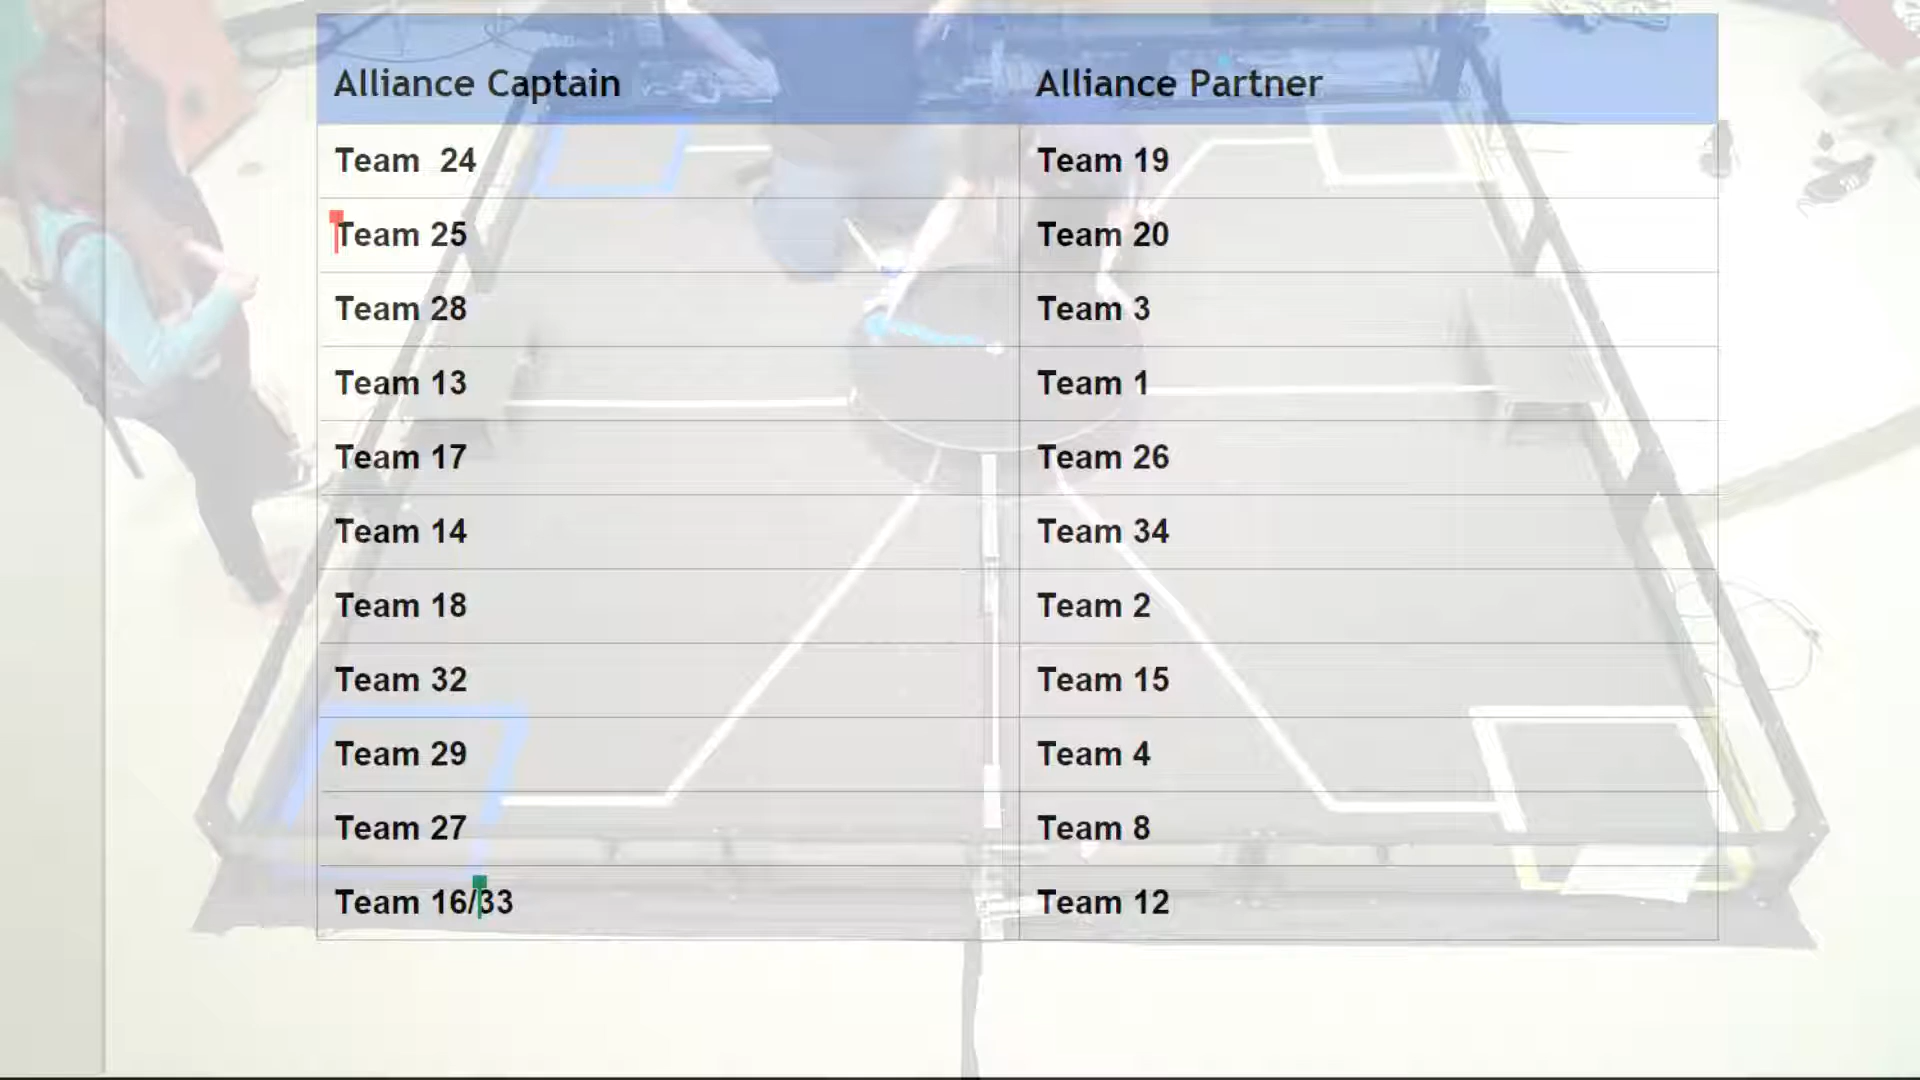 Alliance Captain Alliance Partner
Team 24 Team 19
Team 25 Team 20
Team 28 Team 3
Team 13 Team 1
Team 17 Team 26
Team 14 Team 34
Team 18 Team 2
Team 32 Team 15
Team 29 Team 4
Team 27 Team 8
Team 16/33 Team 12